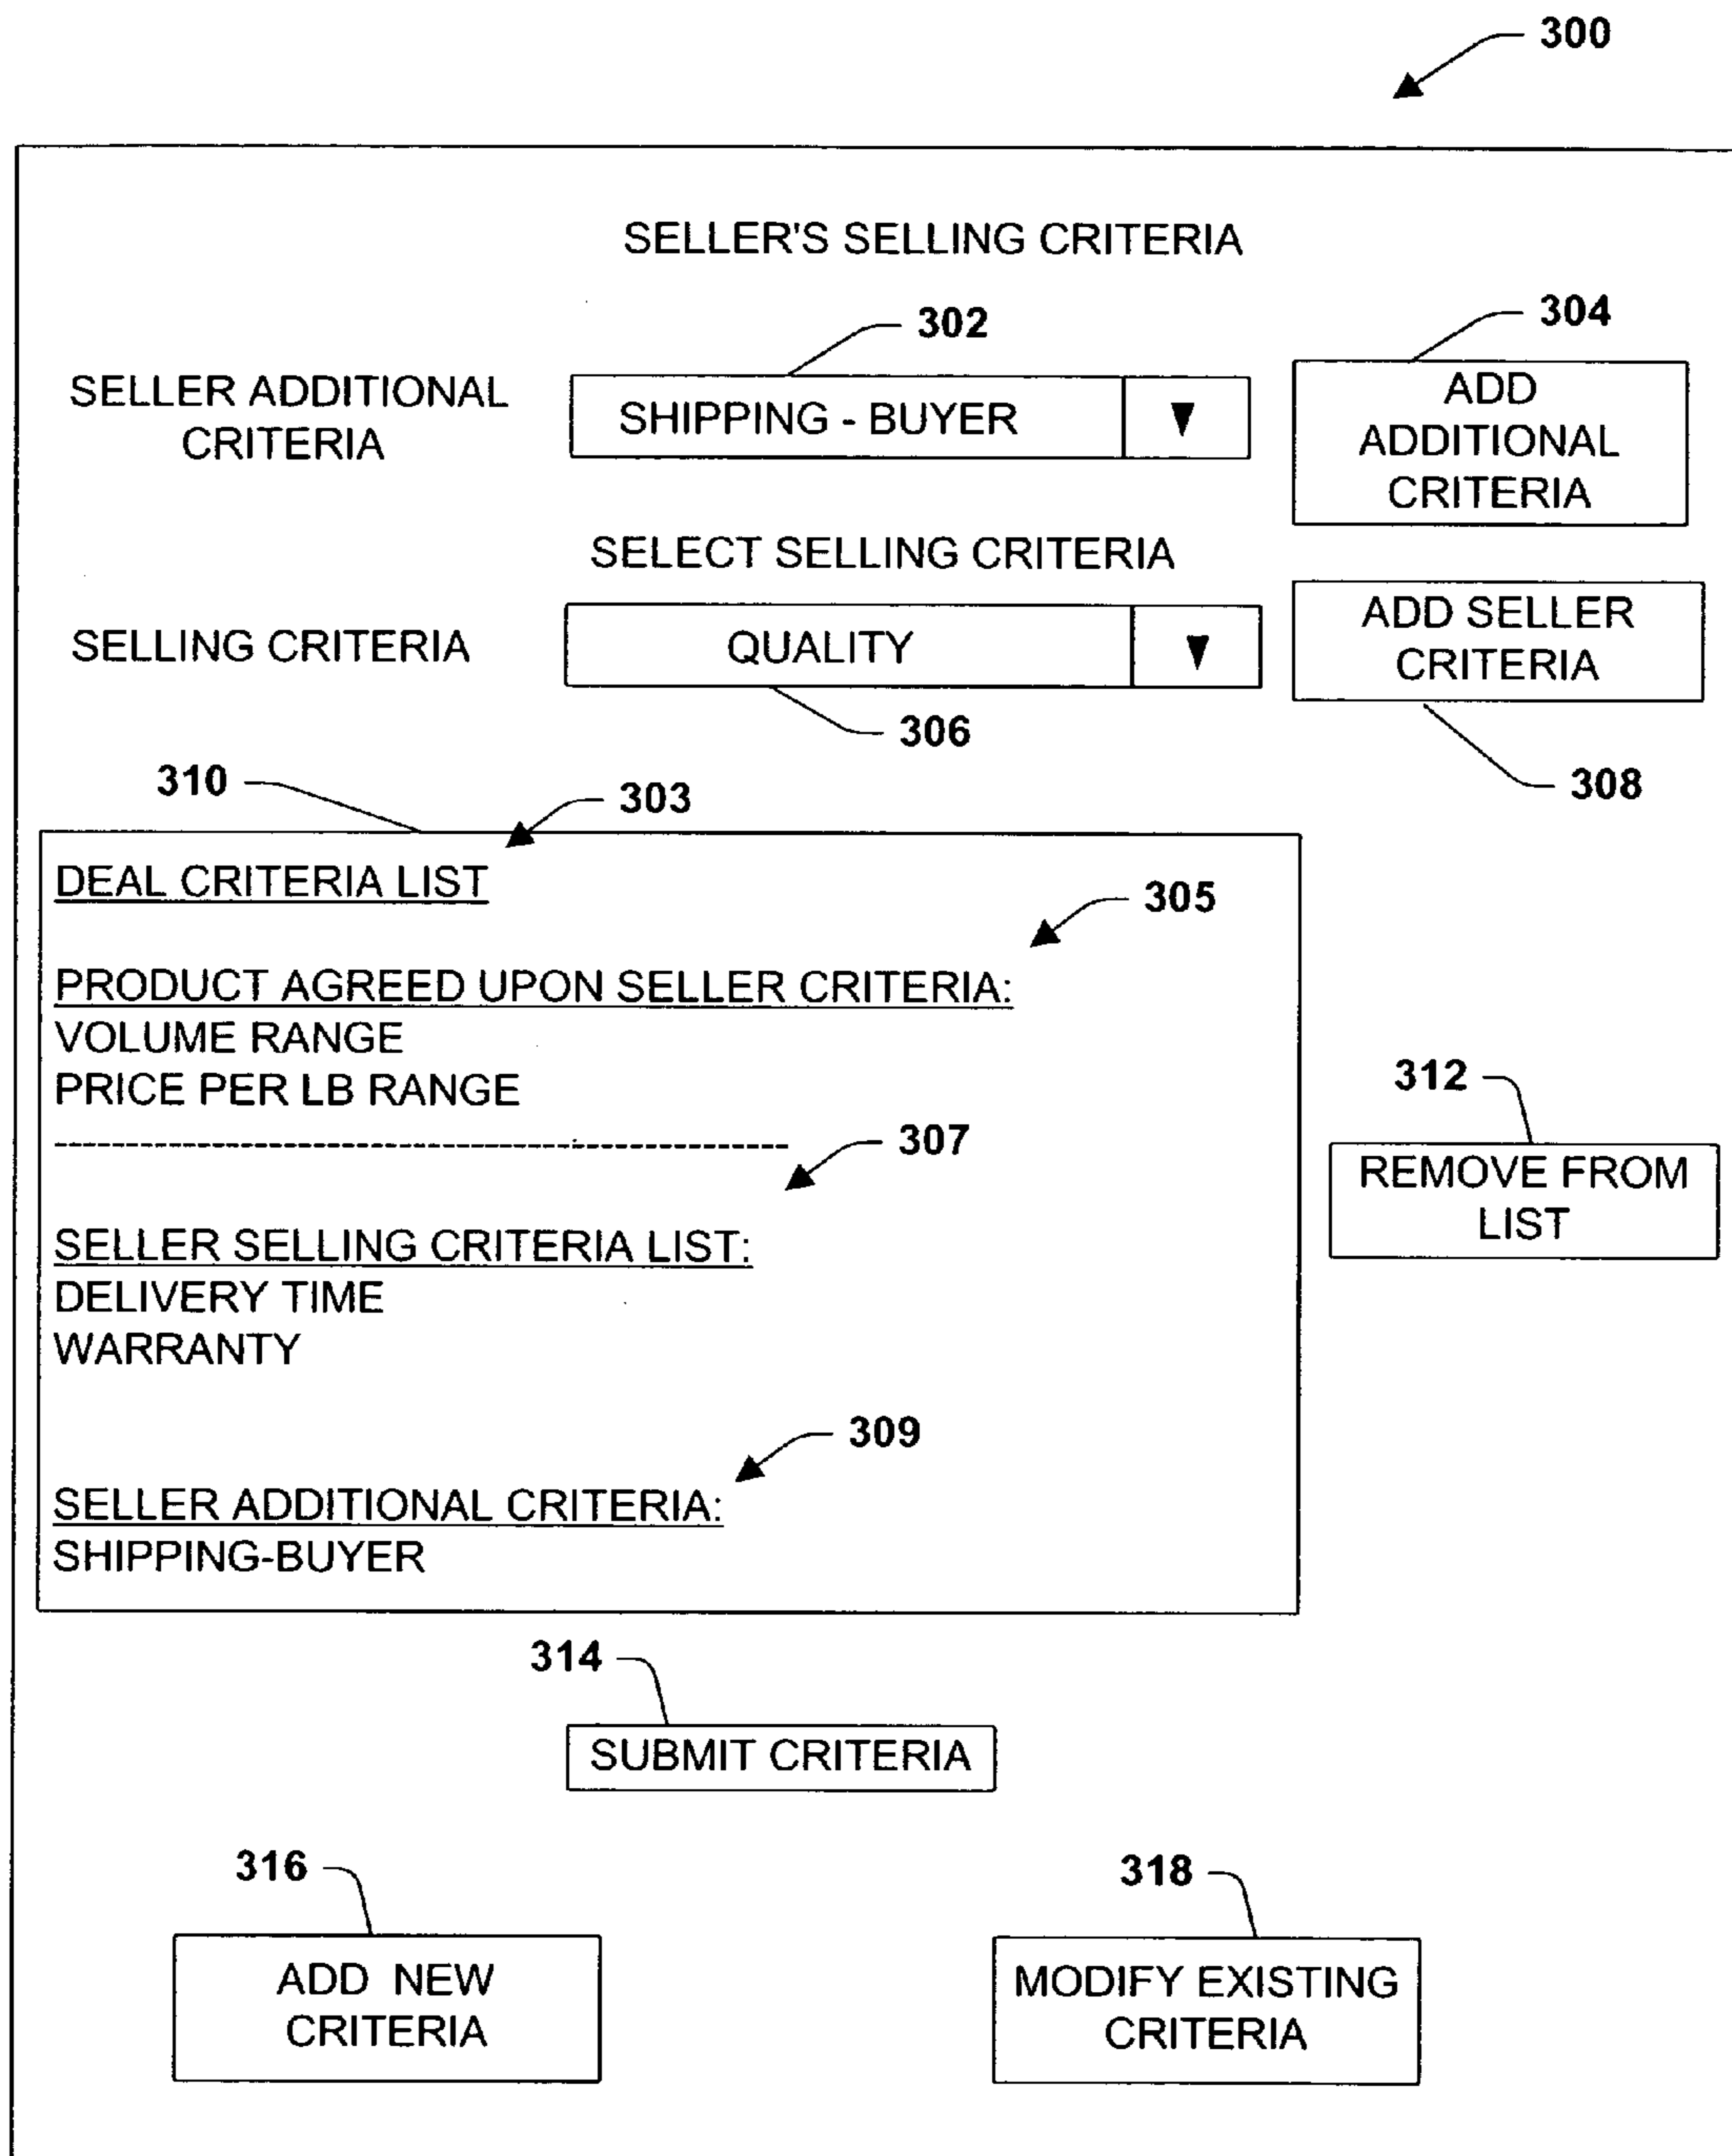 300
SELLER'S SELLING CRITERIA
302
304
SELLER ADDITIONAL
CRITERIA
SHIPPING - BUYER
ADD
ADDITIONAL
CRITERIA
SELECT SELLING CRITERIA
SELLING CRITERIA
QUALITY
ADD SELLER
CRITERIA
306
308
310
303
DEAL CRITERIA LIST
305
PRODUCT AGREED UPON SELLER CRITERIA:
VOLUME RANGE
PRICE PER LB RANGE
307
312
REMOVE FROM
LIST
SELLER SELLING CRITERIA LIST:
DELIVERY TIME
WARRANTY
309
SELLER ADDITIONAL CRITERIA:
SHIPPING-BUYER
314
SUBMIT CRITERIA
316
318
ADD NEW
CRITERIA
MODIFY EXISTING
CRITERIA